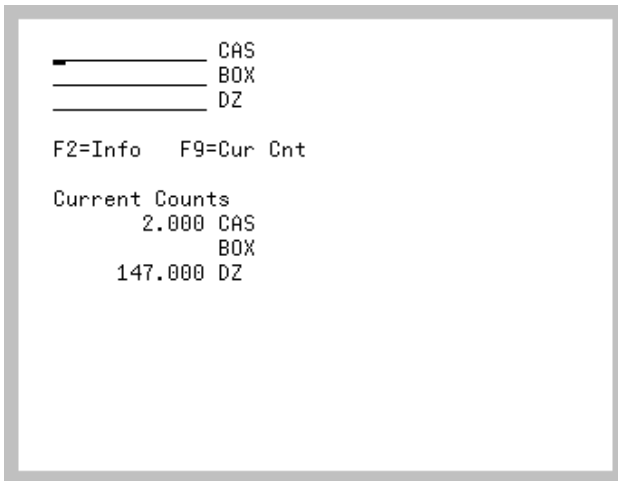 CAS
BOX
DZ
F2=Info F9=Cur Cnt
Current Counts
2.000 CAS
BOX
147.000 DZ